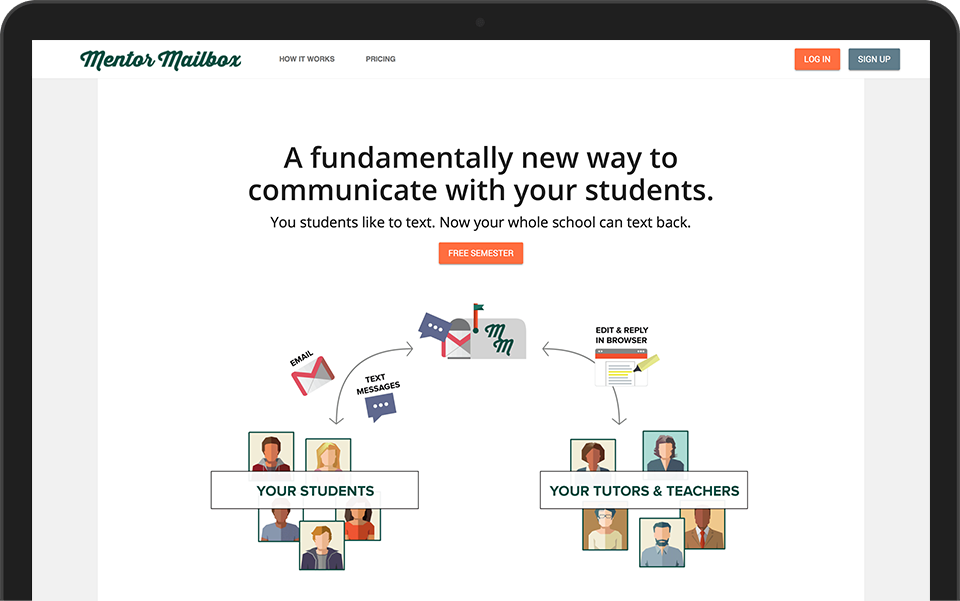 Mentor Mailbox
HOW IT WORKS
PRICING
LOG IN
SIGN UP
A fundamentally new way to
communicate with your students.
You students like to text. Now your whole school can text back.
FREE SEMESTER
M
M
EDIT & REPLY
IN BROWSER
EMAIL
TEXT
MESSAGES
YOUR STUDENTS
YOUR TUTORS & TEACHERS